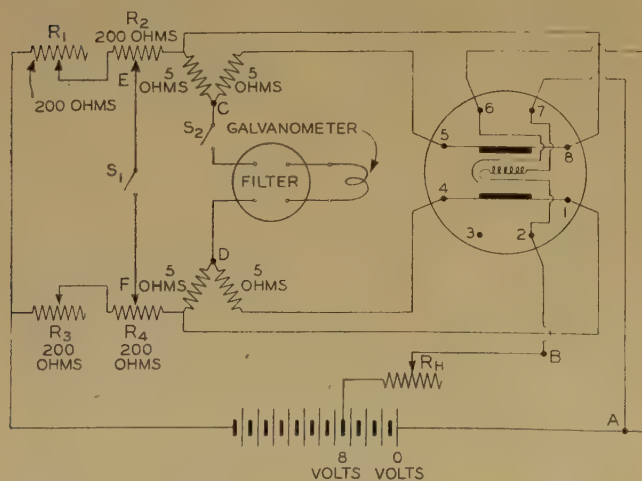 R1
R2
200 OHMS
200 OHMS
E
5
OHMS
5
OHMS
C
S2
GALVANOMETER
S1
FILTER
6
7
5
8
4
1
3
2
F
D
5
OHMS
5
OHMS
R3
200
OHMS
R4
200
OHMS
RH
B
A
8
VOLTS
0
VOLTS